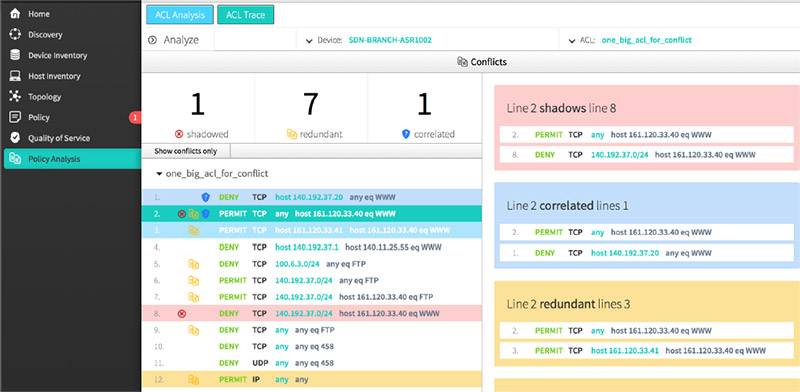 Home
Discovery
Device Inventory
Host Inventory
Topology
Policy 1
Quality of Service
Policy Analysis
ACL Analysis ACL Trace
Analyze Device: SDN-BRANCH-ASR1002 ACL: one_big_acl_for_conflict
Conflicts
1 7 1
shadowed redundant correlated
Show conflicts only
one_big_acl_for_conflict
1. DENY TCP host 140.192.37.20 any eq WWW
2. PERMIT TCP any host 161.120.33.40 eq WWW
3. PERMIT TCP host 161.120.33.41 host 161.120.33.40 eq WWW
4. DENY TCP host 140.192.37.1 host 140.11.25.55 eq WWW
5. DENY TCP 100.6.3.0/24 any eq FTP
6. PERMIT TCP 140.192.37.0/24 any eq FTP
7. PERMIT TCP 140.192.37.0/24 host 161.120.33.40 eq FTP
8. DENY TCP 140.192.37.0/24 host 161.120.33.40 eq WWW
9. DENY TCP any any eq FTP
10. DENY TCP any any eq 458
11. DENY UDP any any eq 458
12. PERMIT IP any any
Line 2 shadows line 8
2. PERMIT TCP any host 161.120.33.40 eq WWW
8. DENY TCP 140.192.37.0/24 host 161.120.33.40 eq WWW
Line 2 correlated lines 1
2. PERMIT TCP any host 161.120.33.40 eq WWW
1. DENY TCP host 140.192.37.20 any eq WWW
Line 2 redundant lines 3
2. PERMIT TCP any host 161.120.33.40 eq WWW
3. PERMIT TCP host 161.120.33.41 host 161.120.33.40 eq WWW